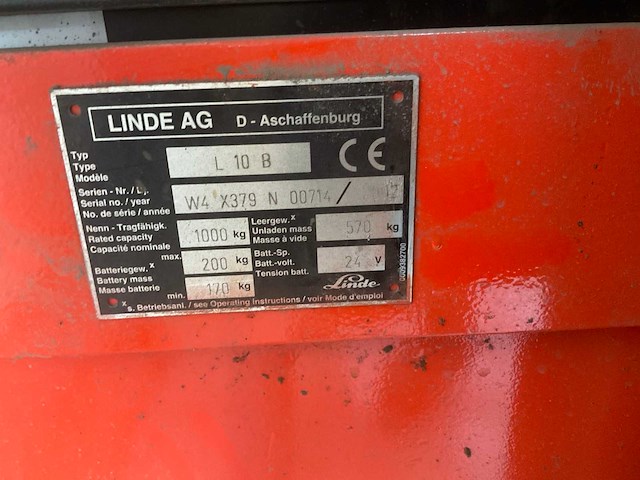 LINDE AG D - Aschaffenburg
Typ
Type
Modèle
L 10 B
CE
Serien - Nr. / Lj.
Serial no. / year
No. de série / année
W4 X379 N 00714 /
Nenn - Tragfähigk.
Rated capacity
Capacité nominale
1000 kg
Leergew.x
Unladen mass
Masse à vide
570 kg
Batteriegew.x
Battery mass
Masse batterie
max. 200 kg
min. 170 kg
Batt.-Sp.
Batt.-volt.
Tension batt.
24 V
Linde
x s. Betriebsanl. / see Operating Instructions / voir Mode d'emploi
0009382700